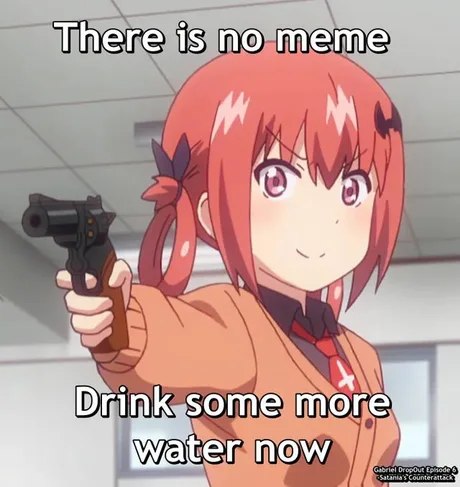 There is no meme
Drink some more
water now
Gabriel DropOut Episode 6
"Satania's Counterattack"